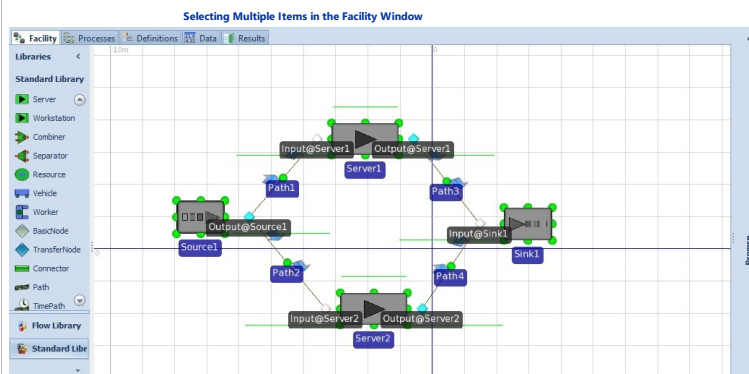 Selecting Multiple Items in the Facility Window
Facility Processes Definitions Data Results
Libraries <
Standard Library
Server
Workstation
Combiner
Separator
Resource
Vehicle
Worker
BasicNode
TransferNode
Connector
Path
TimePath
Flow Library
Standard Libr
10m
0
0
Input@Server1
Output@Server1
Server1
Path1
Path3
Output@Source1
Source1
Input@Sink1
Sink1
Path2
Path4
Input@Server2
Output@Server2
Server2
Browse